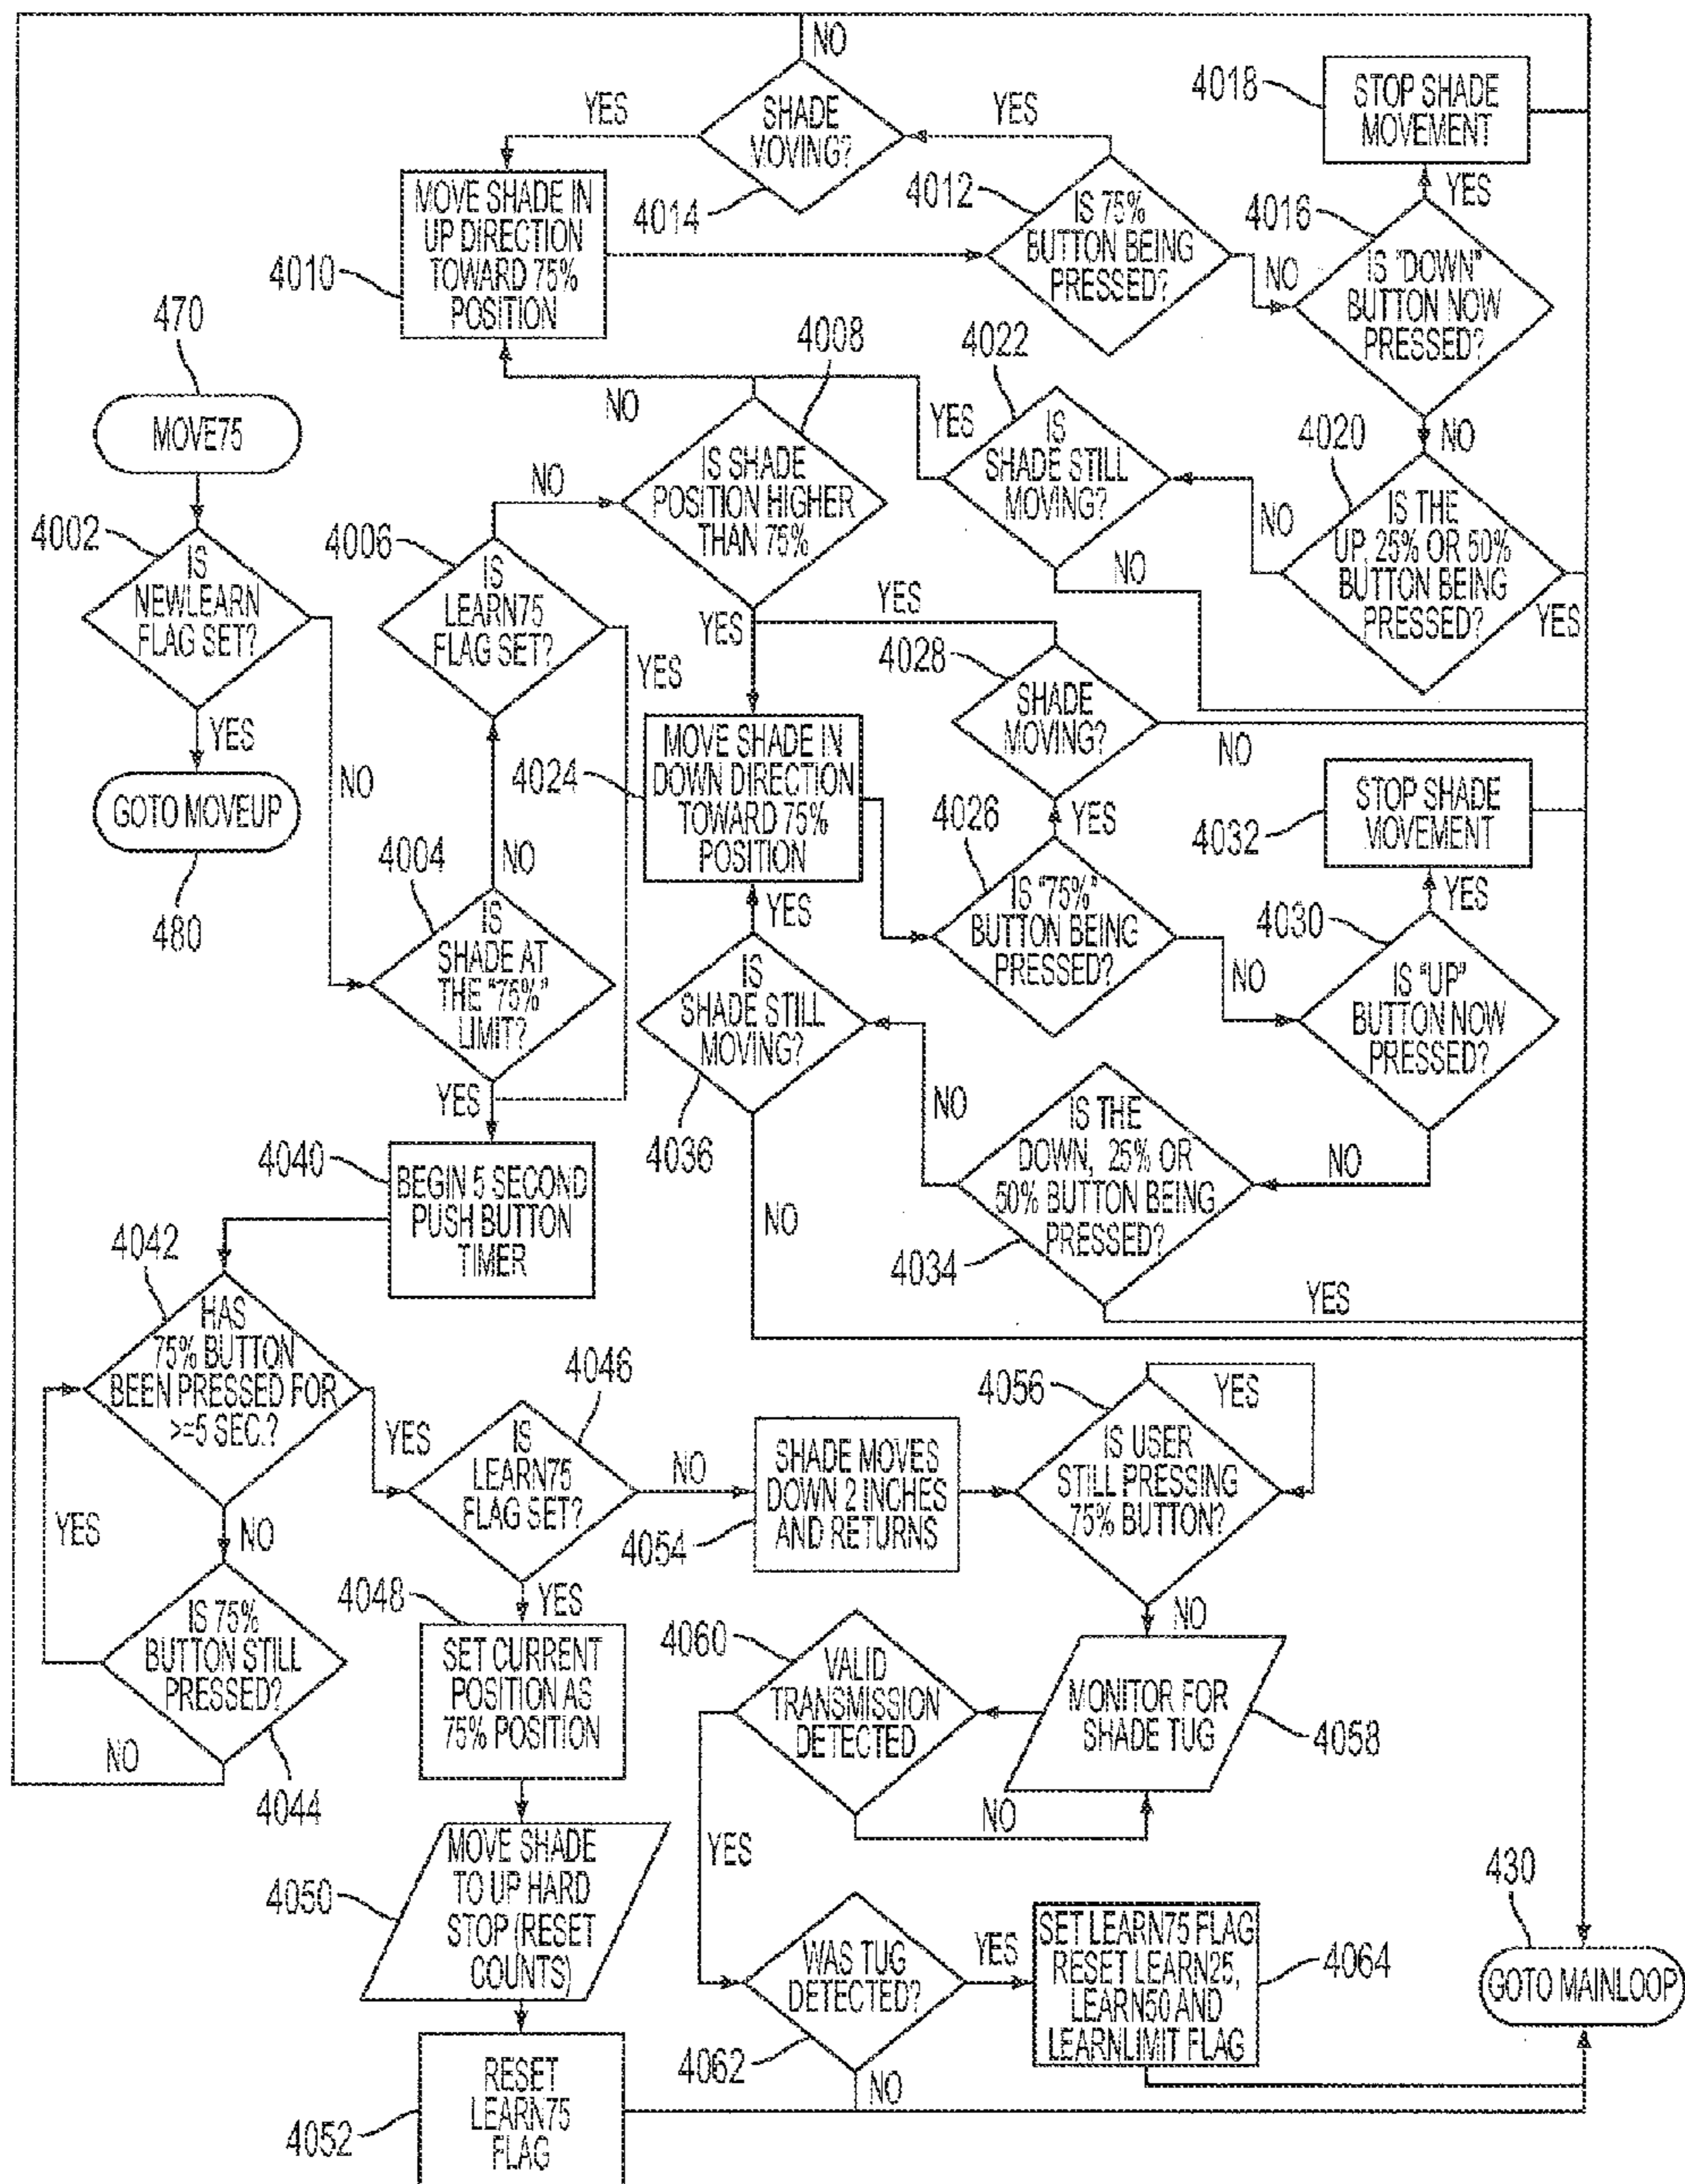 NO
4018
STOP SHADE
MOVEMENT
YES
SHADE
MOVING?
YES
4014
4012
IS 75%
BUTTON BEING
PRESSED?
NO
4016
YES
IS "DOWN"
BUTTON NOW
PRESSED?
NO
MOVE SHADE IN
UP DIRECTION
TOWARD 75%
POSITION
4010
470
MOVE75
4002
IS
NEWLEARN
FLAG SET?
YES
NO
GOTO MOVEUP
480
4006
IS
LEARN75
FLAG SET?
NO
YES
NO
4004
IS
SHADE AT
THE "75%"
LIMIT?
YES
4008
NO
IS SHADE
POSITION HIGHER
THAN 75%
YES
4022
YES
IS
SHADE STILL
MOVING?
NO
NO
4020
IS THE
UP, 25% OR 50%
BUTTON BEING
PRESSED?
YES
YES
4028
SHADE
MOVING?
NO
4024
MOVE SHADE IN
DOWN DIRECTION
TOWARD 75%
POSITION
YES
4026
YES
IS "75%"
BUTTON BEING
PRESSED?
NO
4032
STOP SHADE
MOVEMENT
YES
4030
IS "UP"
BUTTON NOW
PRESSED?
NO
IS
SHADE STILL
MOVING?
4036
NO
NO
IS THE
DOWN, 25% OR
50% BUTTON BEING
PRESSED?
4034
YES
4040
BEGIN 5 SECOND
PUSH BUTTON
TIMER
4042
HAS
75% BUTTON
BEEN PRESSED FOR
>=5 SEC.?
YES
NO
YES
IS 75%
BUTTON STILL
PRESSED?
NO
4044
4046
IS
LEARN75
FLAG SET?
NO
YES
4048
SET CURRENT
POSITION AS
75% POSITION
4050
MOVE SHADE
TO UP HARD
STOP (RESET
COUNTS)
4052
RESET
LEARN75
FLAG
SHADE MOVES
DOWN 2 INCHES
AND RETURNS
4054
4056
YES
IS USER
STILL PRESSING
75% BUTTON?
NO
MONITOR FOR
SHADE TUG
4058
4060
VALID
TRANSMISSION
DETECTED
NO
YES
WAS TUG
DETECTED?
4062
YES
NO
SET LEARN75 FLAG
RESET LEARN25,
LEARN50 AND
LEARNLIMIT FLAG
4064
430
GOTO MAINLOOP